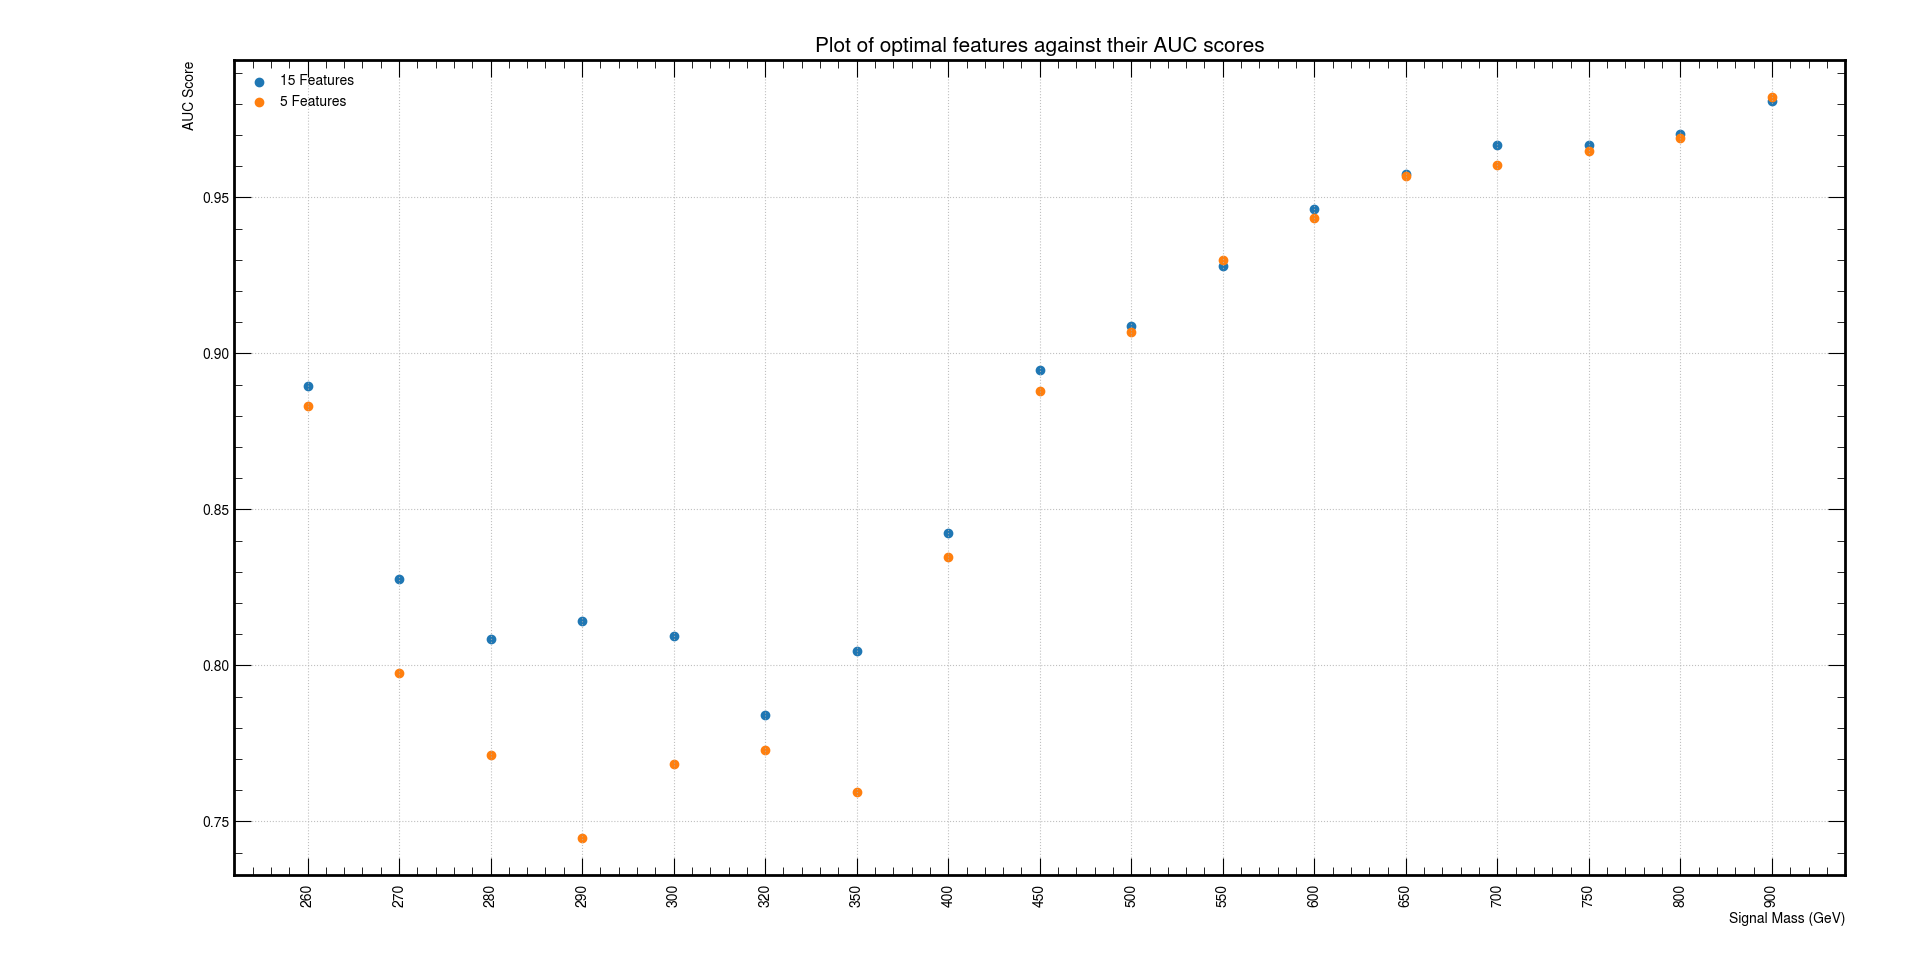 Plot of optimal features against their AUC scores
AUC Score
15 Features
5 Features
0.95
0.90
0.85
0.80
0.75
260 270 280 290 300 320 350 400 450 500 550 600 650 700 750 800 900
Signal Mass (GeV)